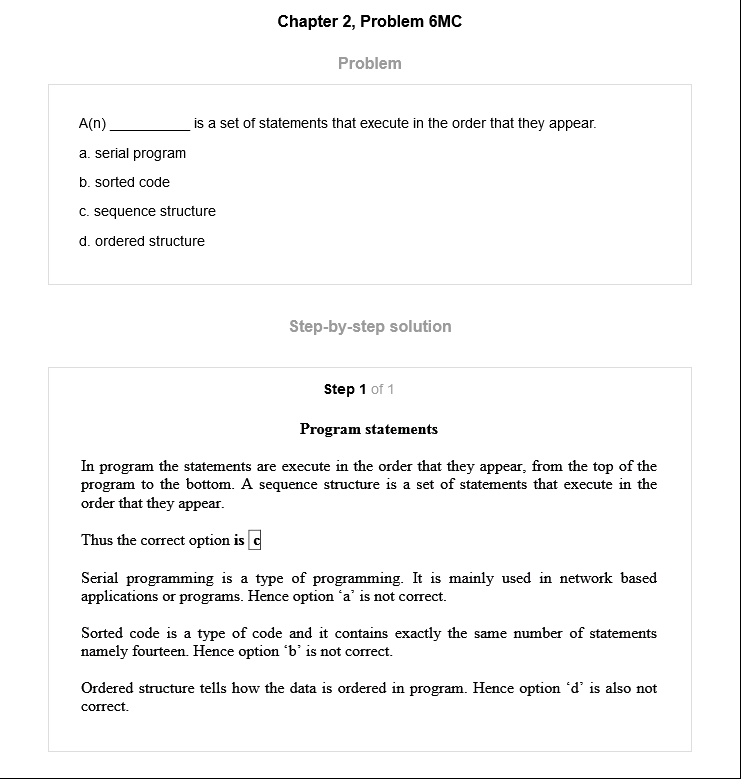 Chapter 2, Problem 6MC
Problem
A(n) __________ is a set of statements that execute in the order that they appear.
a. serial program
b. sorted code
c. sequence structure
d. ordered structure
Step-by-step solution
Step 1 of 1
Program statements
In program the statements are execute in the order that they appear, from the top of the
program to the bottom. A sequence structure is a set of statements that execute in the
order that they appear.
Thus the correct option is c
Serial programming is a type of programming. It is mainly used in network based
applications or programs. Hence option ‘a’ is not correct.
Sorted code is a type of code and it contains exactly the same number of statements
namely fourteen. Hence option ‘b’ is not correct.
Ordered structure tells how the data is ordered in program. Hence option ‘d’ is also not
correct.